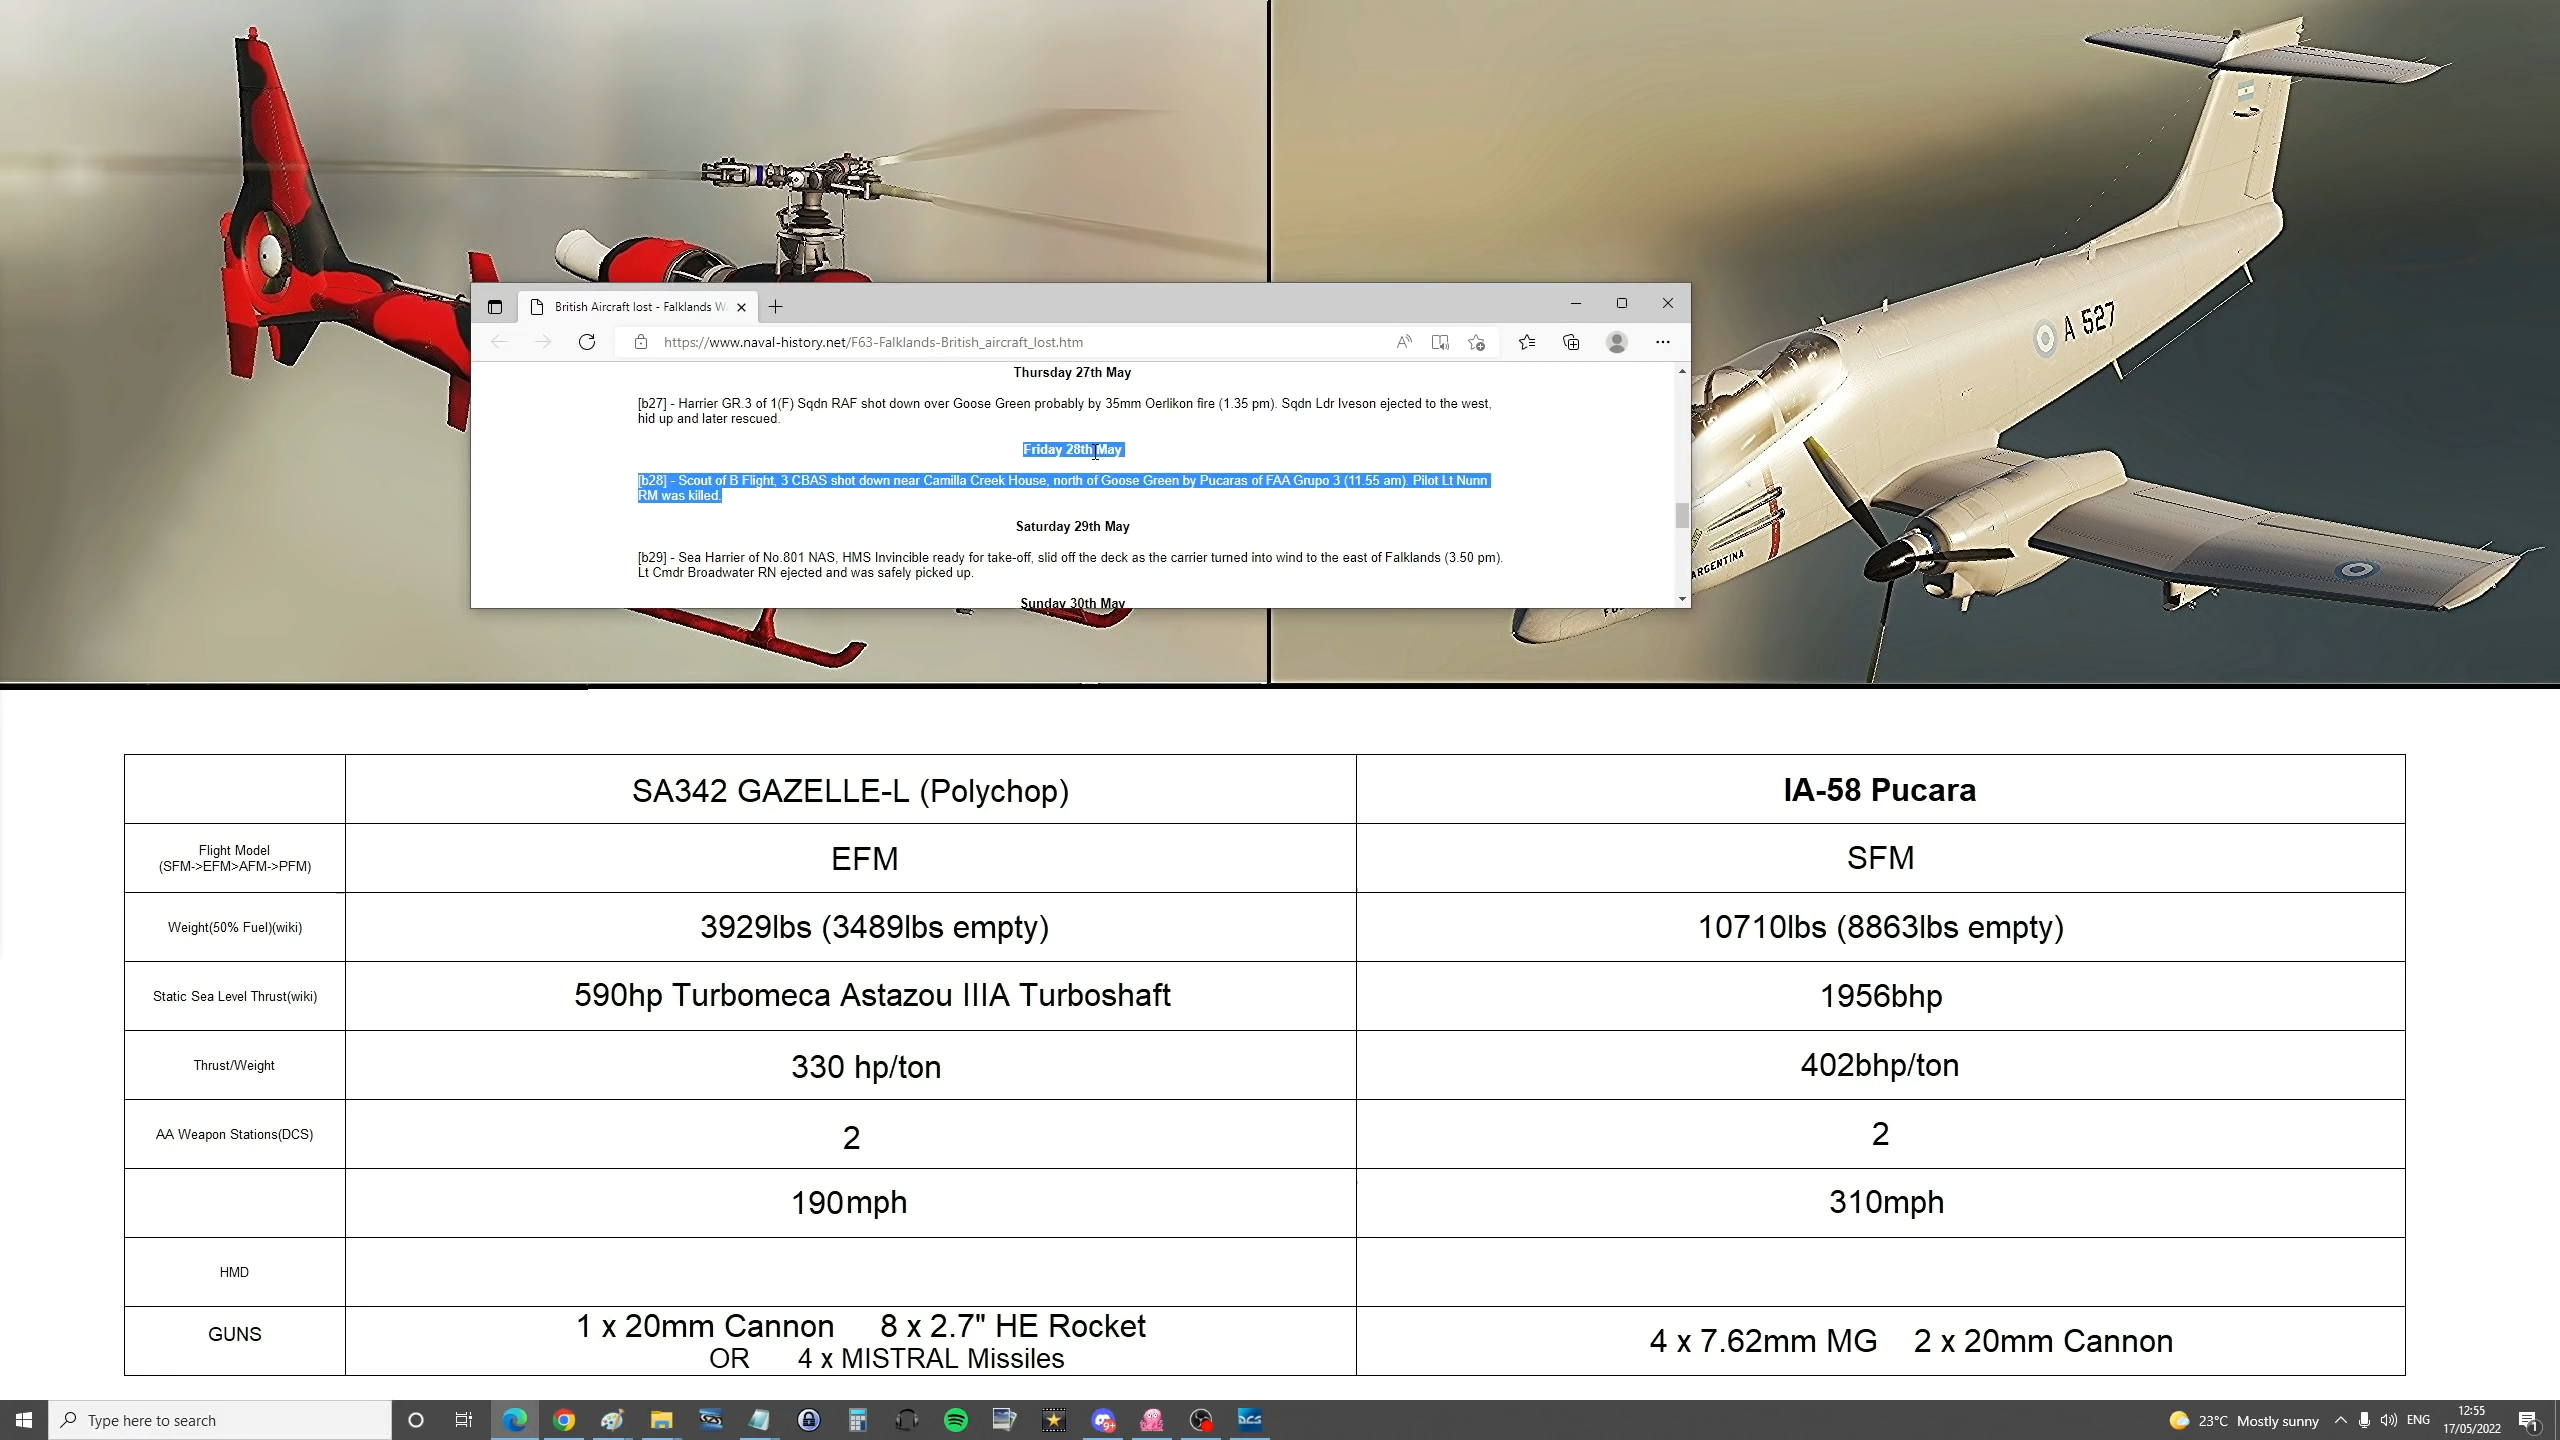 A 527
ARGENTINA
British Aircraft lost - Falklands W
https://www.naval-history.net/F63-Falklands-British_aircraft_lost.htm
Thursday 27th May
[b27] - Harrier GR.3 of 1(F) Sqdn RAF shot down over Goose Green probably by 35mm Oerlikon fire (1.35 pm). Sqdn Ldr Iveson ejected to the west,
hid up and later rescued.
Friday 28th May
[b28] - Scout of B Flight, 3 CBAS shot down near Camilla Creek House, north of Goose Green by Pucaras of FAA Grupo 3 (11.55 am). Pilot Lt Nunn
RM was killed.
Saturday 29th May
[b29] - Sea Harrier of No.801 NAS, HMS Invincible ready for take-off, slid off the deck as the carrier turned into wind to the east of Falklands (3.50 pm).
Lt Cmdr Broadwater RN ejected and was safely picked up.
Sunday 30th May
SA342 GAZELLE-L (Polychop)
IA-58 Pucara
Flight Model
(SFM->EFM>AFM->PFM)
EFM
SFM
Weight(50% Fuel)(wiki)
3929lbs (3489lbs empty)
10710lbs (8863lbs empty)
Static Sea Level Thrust(wiki)
590hp Turbomeca Astazou IIIA Turboshaft
1956bhp
Thrust/Weight
330 hp/ton
402bhp/ton
AA Weapon Stations(DCS)
2
2
190mph
310mph
HMD
GUNS
1 x 20mm Cannon 8 x 2.7" HE Rocket
OR 4 x MISTRAL Missiles
4 x 7.62mm MG 2 x 20mm Cannon
Type here to search
9+
DCS
23°C Mostly sunny
ENG
12:55
17/05/2022
1